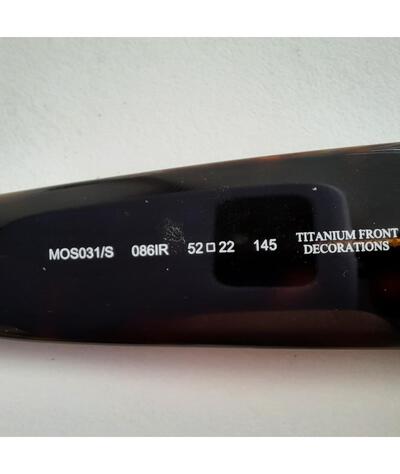 MOS031/S 086IR 52□22 145 TITANIUM FRONT
DECORATIONS